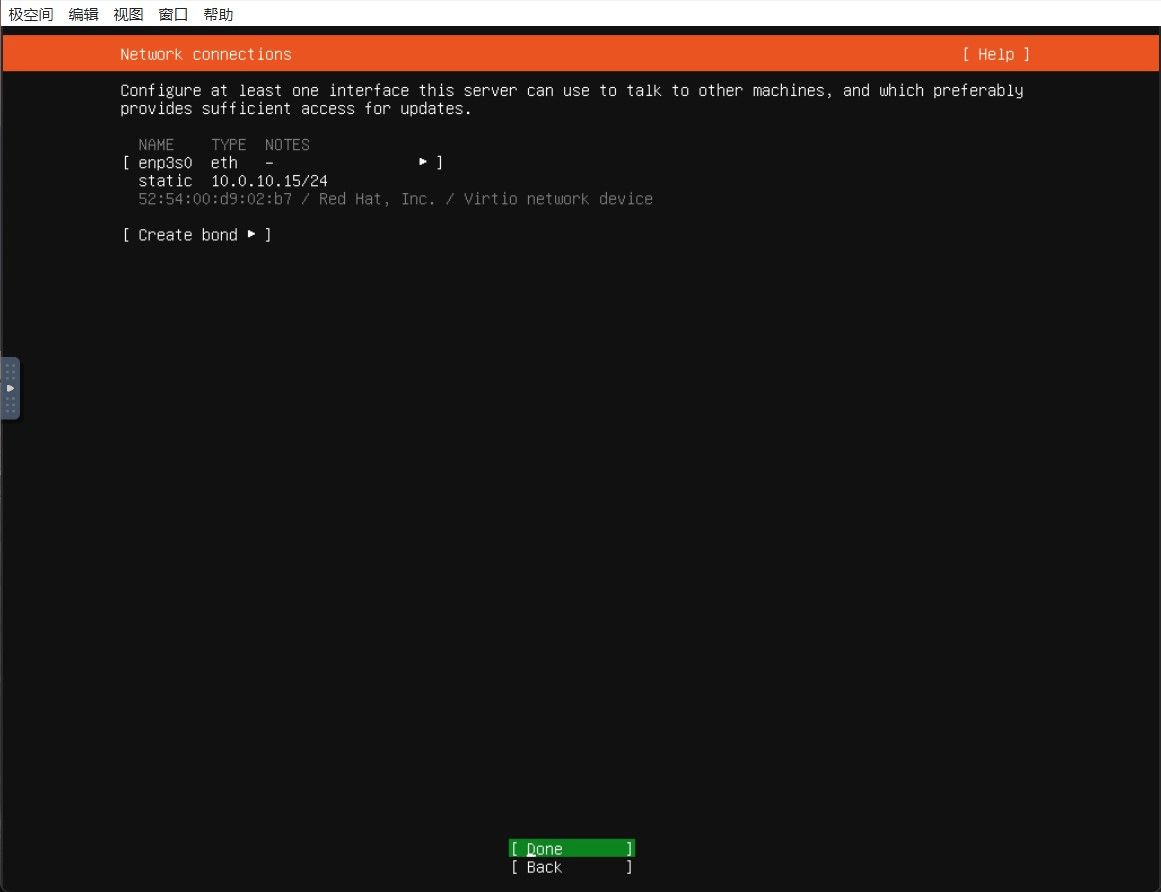 极空间 编辑 视图 窗口 帮助
Network connections [ Help ]
Configure at least one interface this server can use to talk to other machines, and which preferably
provides sufficient access for updates.
NAME TYPE NOTES
[ enp3s0 eth - ▸ ]
static 10.0.10.15/24
52:54:00:d9:02:b7 / Red Hat, Inc. / Virtio network device
[ Create bond ▸ ]
[ Done ]
[ Back ]